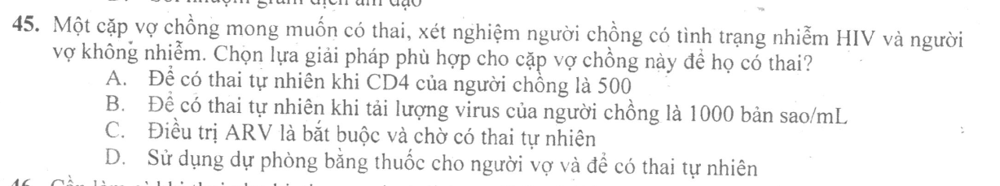 45. Một cặp vợ chồng mong muốn có thai, xét nghiệm người chồng có tình trạng nhiễm HIV và người
vợ không nhiễm. Chọn lựa giải pháp phù hợp cho cặp vợ chồng này để họ có thai?
A. Để có thai tự nhiên khi CD4 của người chồng là 500
B. Để có thai tự nhiên khi tải lượng virus của người chồng là 1000 bản sao/mL
C. Điều trị ARV là bắt buộc và chờ có thai tự nhiên
D. Sử dụng dự phòng bằng thuốc cho người vợ và để có thai tự nhiên